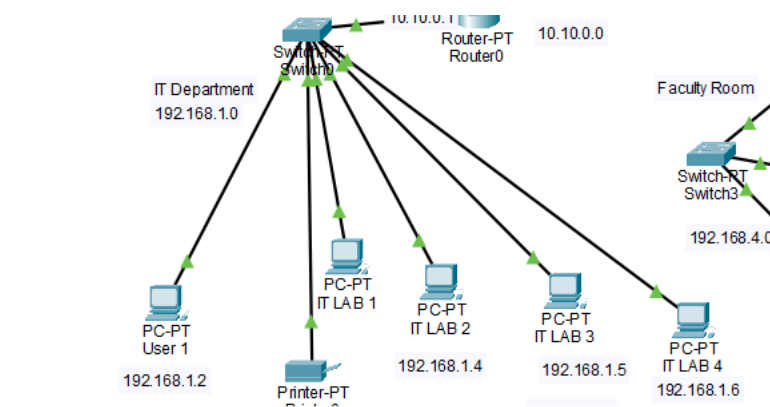 10.10.0.1
Router-PT
Router0
10.10.0.0
Switch-PT
Switch0
IT Department
192.168.1.0
Faculty Room
Switch-PT
Switch3
192.168.4.0
PC-PT
IT LAB 1
PC-PT
IT LAB 2
PC-PT
IT LAB 3
PC-PT
IT LAB 4
PC-PT
User 1
192.168.1.2
192.168.1.4
192.168.1.5
192.168.1.6
Printer-PT